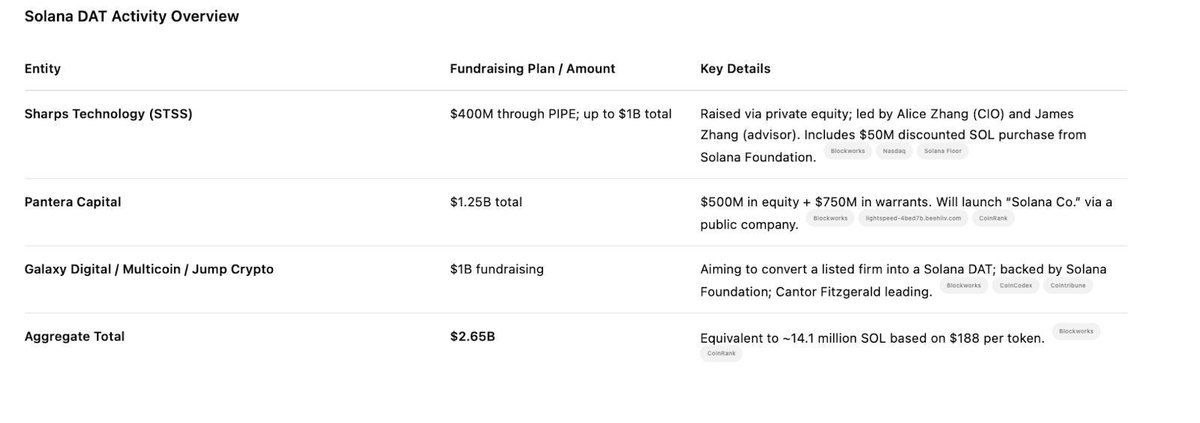 Solana DAT Activity Overview
Entity Fundraising Plan / Amount Key Details
Sharps Technology (STSS) $400M through PIPE; up to $1B total Raised via private equity; led by Alice Zhang (CIO) and James
Zhang (advisor). Includes $50M discounted SOL purchase from
Solana Foundation. Blockworks Nasdaq Solana Floor
Pantera Capital $1.25B total $500M in equity + $750M in warrants. Will launch "Solana Co." via a
public company. Blockworks lightspeed-4bed7b.beehiiv.com CoinRank
Galaxy Digital / Multicoin / Jump Crypto $1B fundraising Aiming to convert a listed firm into a Solana DAT; backed by Solana
Foundation; Cantor Fitzgerald leading. Blockworks CoinCodex Cointribune
Aggregate Total $2.65B Equivalent to ~14.1 million SOL based on $188 per token. Blockworks
CoinRank